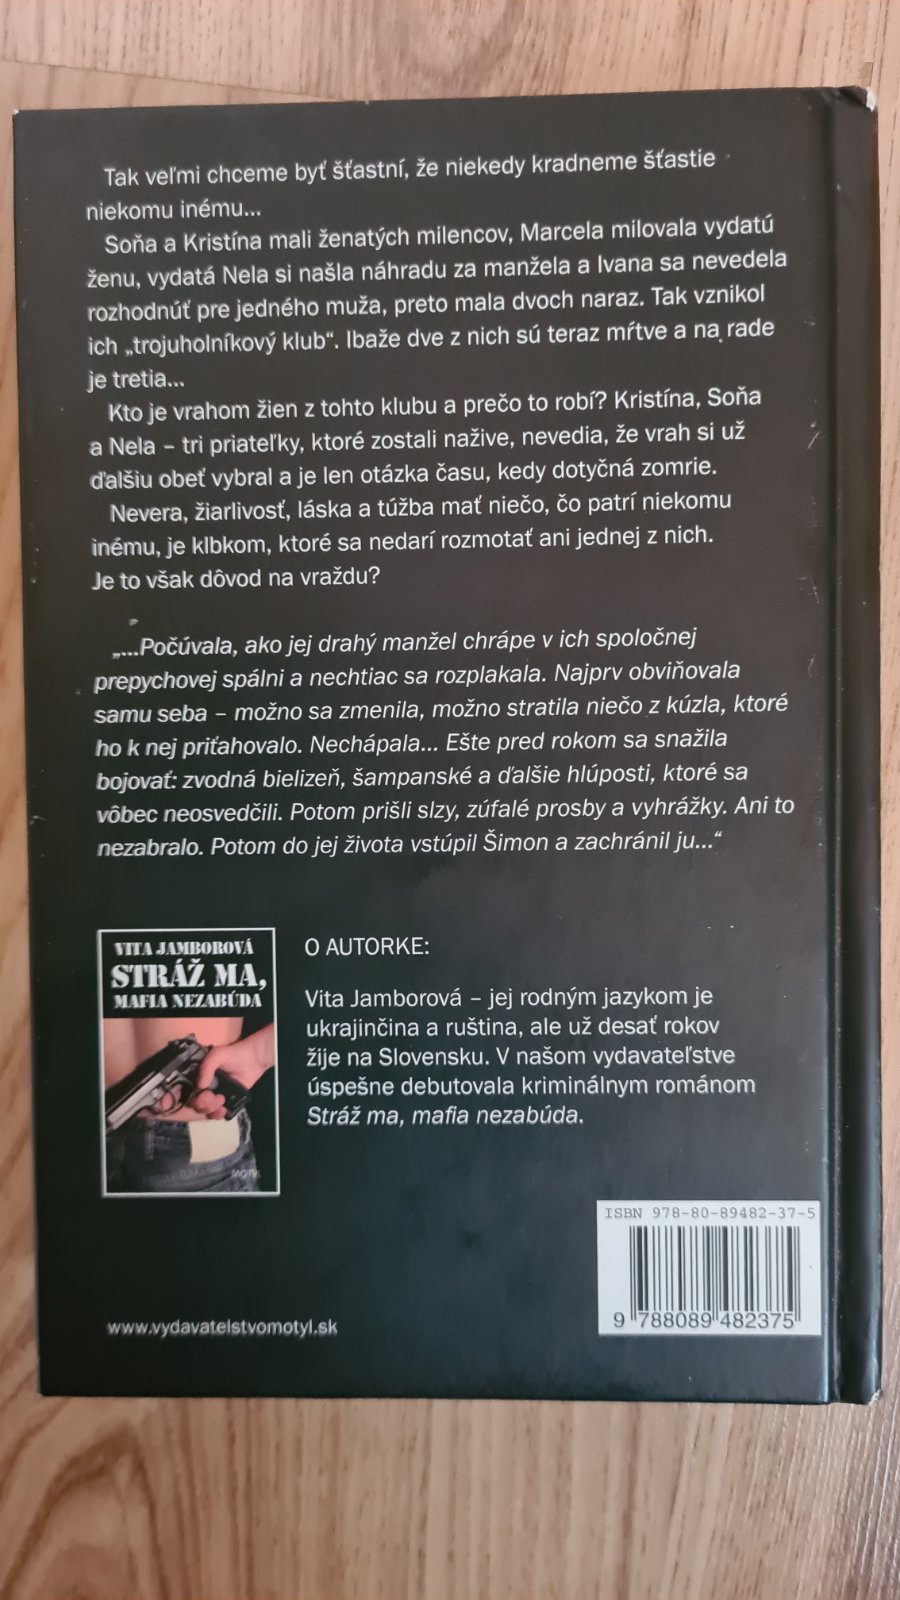 Tak veľmi chceme byť šťastní, že niekedy kradneme šťastie
niekomu inému...
Soňa a Kristína mali ženatých milencov, Marcela milovala vydatú
ženu, vydatá Nela si našla náhradu za manžela a Ivana sa nevedela
rozhodnúť pre jedného muža, preto mala dvoch naraz. Tak vznikol
ich „trojuholníkový klub“. Ibaže dve z nich sú teraz mŕtve a na rade
je tretia...
Kto je vrahom žien z tohto klubu a prečo to robí? Kristína, Soňa
a Nela – tri priateľky, ktoré zostali nažive, nevedia, že vrah si už
ďalšiu obeť vybral a je len otázka času, kedy dotyčná zomrie.
Nevera, žiarlivosť, láska a túžba mať niečo, čo patrí niekomu
inému, je klbkom, ktoré sa nedarí rozmotať ani jednej z nich.
Je to však dôvod na vraždu?
„...Počúvala, ako jej drahý manžel chrápe v ich spoločnej
prepychovej spálni a nechtiac sa rozplakala. Najprv obviňovala
samu seba – možno sa zmenila, možno stratila niečo z kúzla, ktoré
ho k nej priťahovalo. Nechápala... Ešte pred rokom sa snažila
bojovať: zvodná bielizeň, šampanské a ďalšie hlúposti, ktoré sa
vôbec neosvedčili. Potom prišli slzy, zúfalé prosby a vyhrážky. Ani to
nezabralo. Potom do jej života vstúpil Šimon a zachránil ju...“
VITA JAMBOROVÁ
STRÁŽ MA,
MAFIA NEZABÚDA
MOTYĽ
O AUTORKE:
Vita Jamborová – jej rodným jazykom je
ukrajinčina a ruština, ale už desať rokov
žije na Slovensku. V našom vydavateľstve
úspešne debutovala kriminálnym románom
Stráž ma, mafia nezabúda.
ISBN 978-80-89482-37-5
9 788089 482375
www.vydavatelstvomotyl.sk